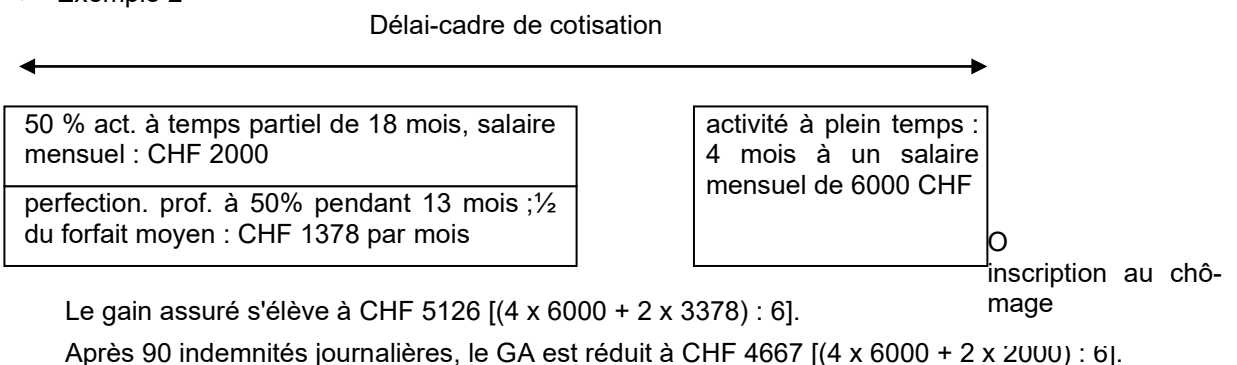 Exemple 2
Délai-cadre de cotisation
50 % act. à temps partiel de 18 mois, salaire
mensuel : CHF 2000
perfection. prof. à 50% pendant 13 mois ;½
du forfait moyen : CHF 1378 par mois
activité à plein temps :
4 mois à un salaire
mensuel de 6000 CHF
O
inscription au chô-
mage
Le gain assuré s'élève à CHF 5126 [(4 x 6000 + 2 x 3378) : 6].
Après 90 indemnités journalières, le GA est réduit à CHF 4667 [(4 x 6000 + 2 x 2000) : 6].